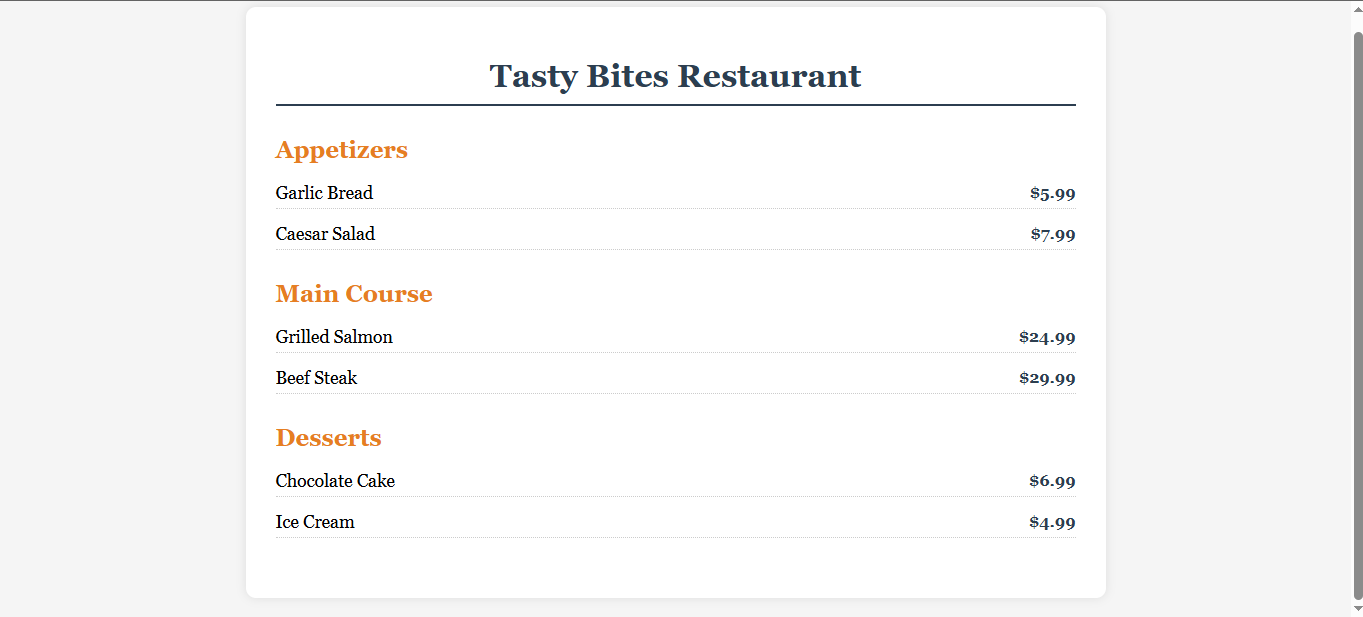 Tasty Bites Restaurant
Appetizers
Garlic Bread $5.99
Caesar Salad $7.99
Main Course
Grilled Salmon $24.99
Beef Steak $29.99
Desserts
Chocolate Cake $6.99
Ice Cream $4.99